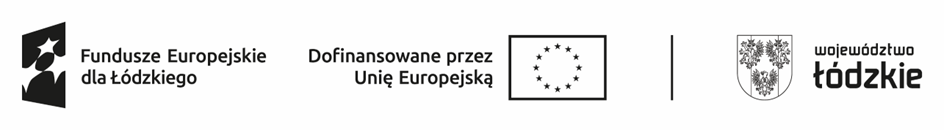 Fundusze Europejskie
dla Łódzkiego
Dofinansowane przez
Unię Europejską
województwo
łódzkie